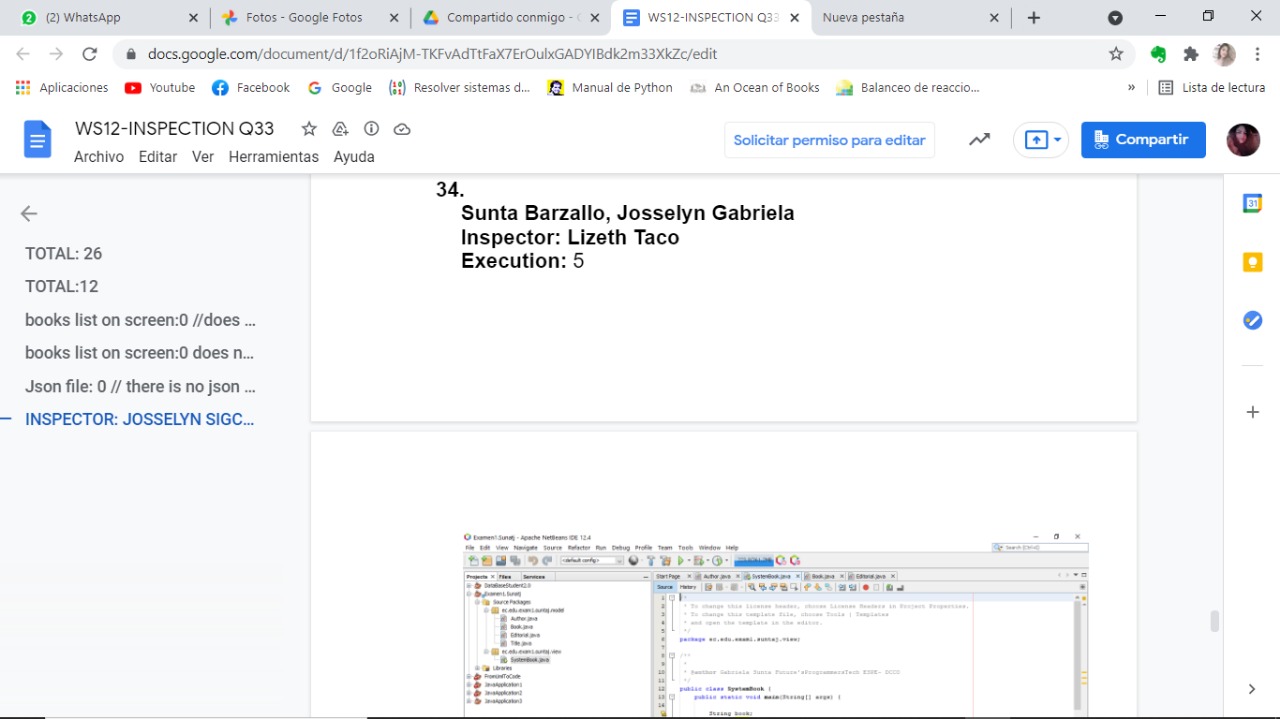 (2) WhatsApp
Fotos - Google Fotos
Compartido conmigo -
WS12-INSPECTION Q33
Nueva pestaña
docs.google.com/document/d/1f2oRiAjM-TKFvAdTtFaX7ErOulxGADYlBdk2m33XkZc/edit
Aplicaciones
Youtube
Facebook
Google
Resolver sistemas d...
Manual de Python
An Ocean of Books
Balanceo de reaccio...
»
Lista de lectura
WS12-INSPECTION Q33
Archivo Editar Ver Herramientas Ayuda
Solicitar permiso para editar
Compartir
TOTAL: 26
TOTAL:12
books list on screen:0 //does ...
books list on screen:0 does n...
Json file: 0 // there is no json ...
INSPECTOR: JOSSELYN SIGC...
34.
Sunta Barzallo, Josselyn Gabriela
Inspector: Lizeth Taco
Execution: 5
31
Examen1.Sunatj - Apache NetBeans IDE 12.4
File Edit View Navigate Source Refactor Run Debug Profile Team Tools Window Help
Search (Ctrl+I)
<default config>
Projects Files Services
DataBaseStudent2.0
Examen1.Sunatj
Source Packages
ec.edu.exam1.suntaj.model
Author.java
Book.java
Editorial.java
Title.java
ec.edu.exam1.suntaj.view
SystemBook.java
Libraries
FromUmlToCode
JavaApplication1
JavaApplication2
JavaApplication3
Start Page Author.java SystemBook.java Book.java Editorial.java
Source History
1 /*
2 * To change this license header, choose License Headers in Project Properties.
3 * To change this template file, choose Tools | Templates
4 * and open the template in the editor.
5 */
6 package ec.edu.exam1.suntaj.view;
7
8 /**
9 *
10 * @author Gabriela Sunta Future'sProgrammersTech ESPE- DCCO
11 */
12 public class SystemBook {
13 public static void main(String[] args) {
14
String book;